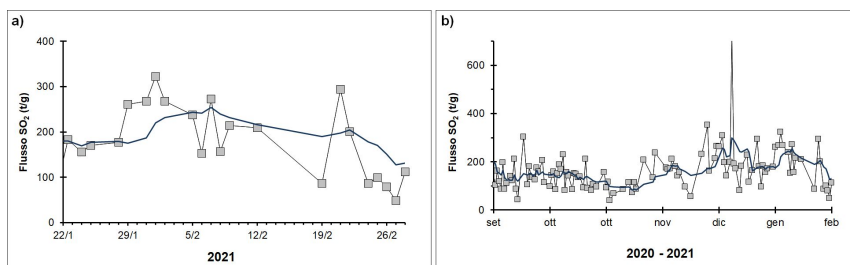 a)
Flusso SO₂ (t/g)
400
300
200
100
0
22/1 29/1 5/2 12/2 19/2 26/2
2021
b)
Flusso SO₂ (t/g)
600
400
200
0
set ott ott nov dic gen feb
2020 - 2021